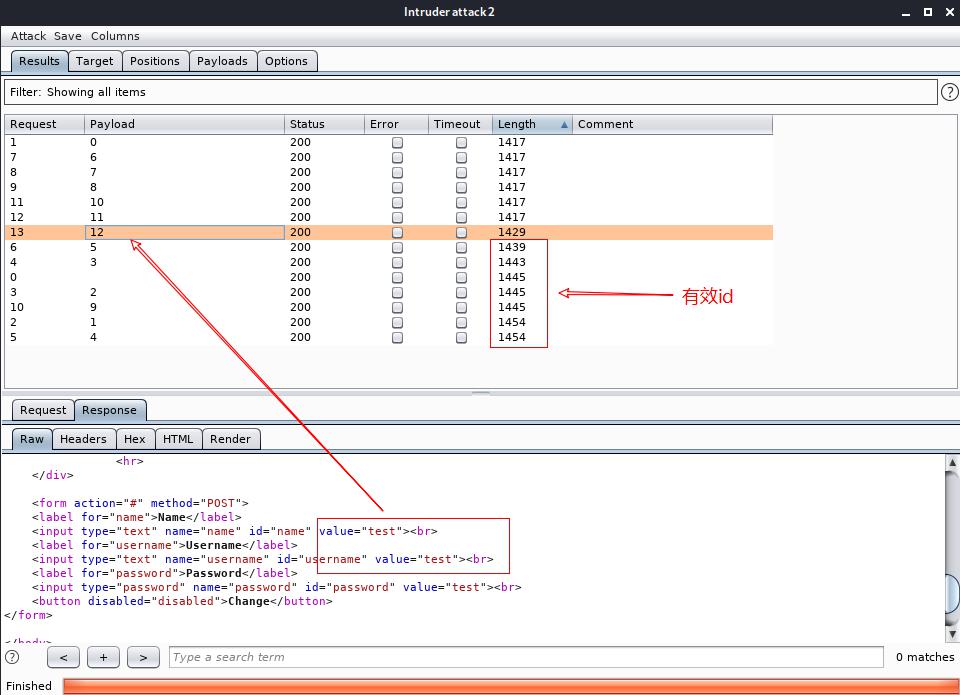 Intruder attack 2
Attack Save Columns
Results Target Positions Payloads Options
Filter: Showing all items ?
Request Payload Status Error Timeout Length Comment
1 0 200 1417
7 6 200 1417
8 7 200 1417
9 8 200 1417
11 10 200 1417
12 11 200 1417
13 12 200 1429
6 5 200 1439
4 3 200 1443
0 200 1445
3 2 200 1445
10 9 200 1445
2 1 200 1454
5 4 200 1454
有效id
Request Response
Raw Headers Hex HTML Render
<hr>
</div>
<form action="#" method="POST">
<label for="name">Name</label>
<input type="text" name="name" id="name" value="test"><br>
<label for="username">Username</label>
<input type="text" name="username" id="username" value="test"><br>
<label for="password">Password</label>
<input type="password" name="password" id="password" value="test"><br>
<button disabled="disabled">Change</button>
</form>
</body>
? < + > Type a search term 0 matches
Finished